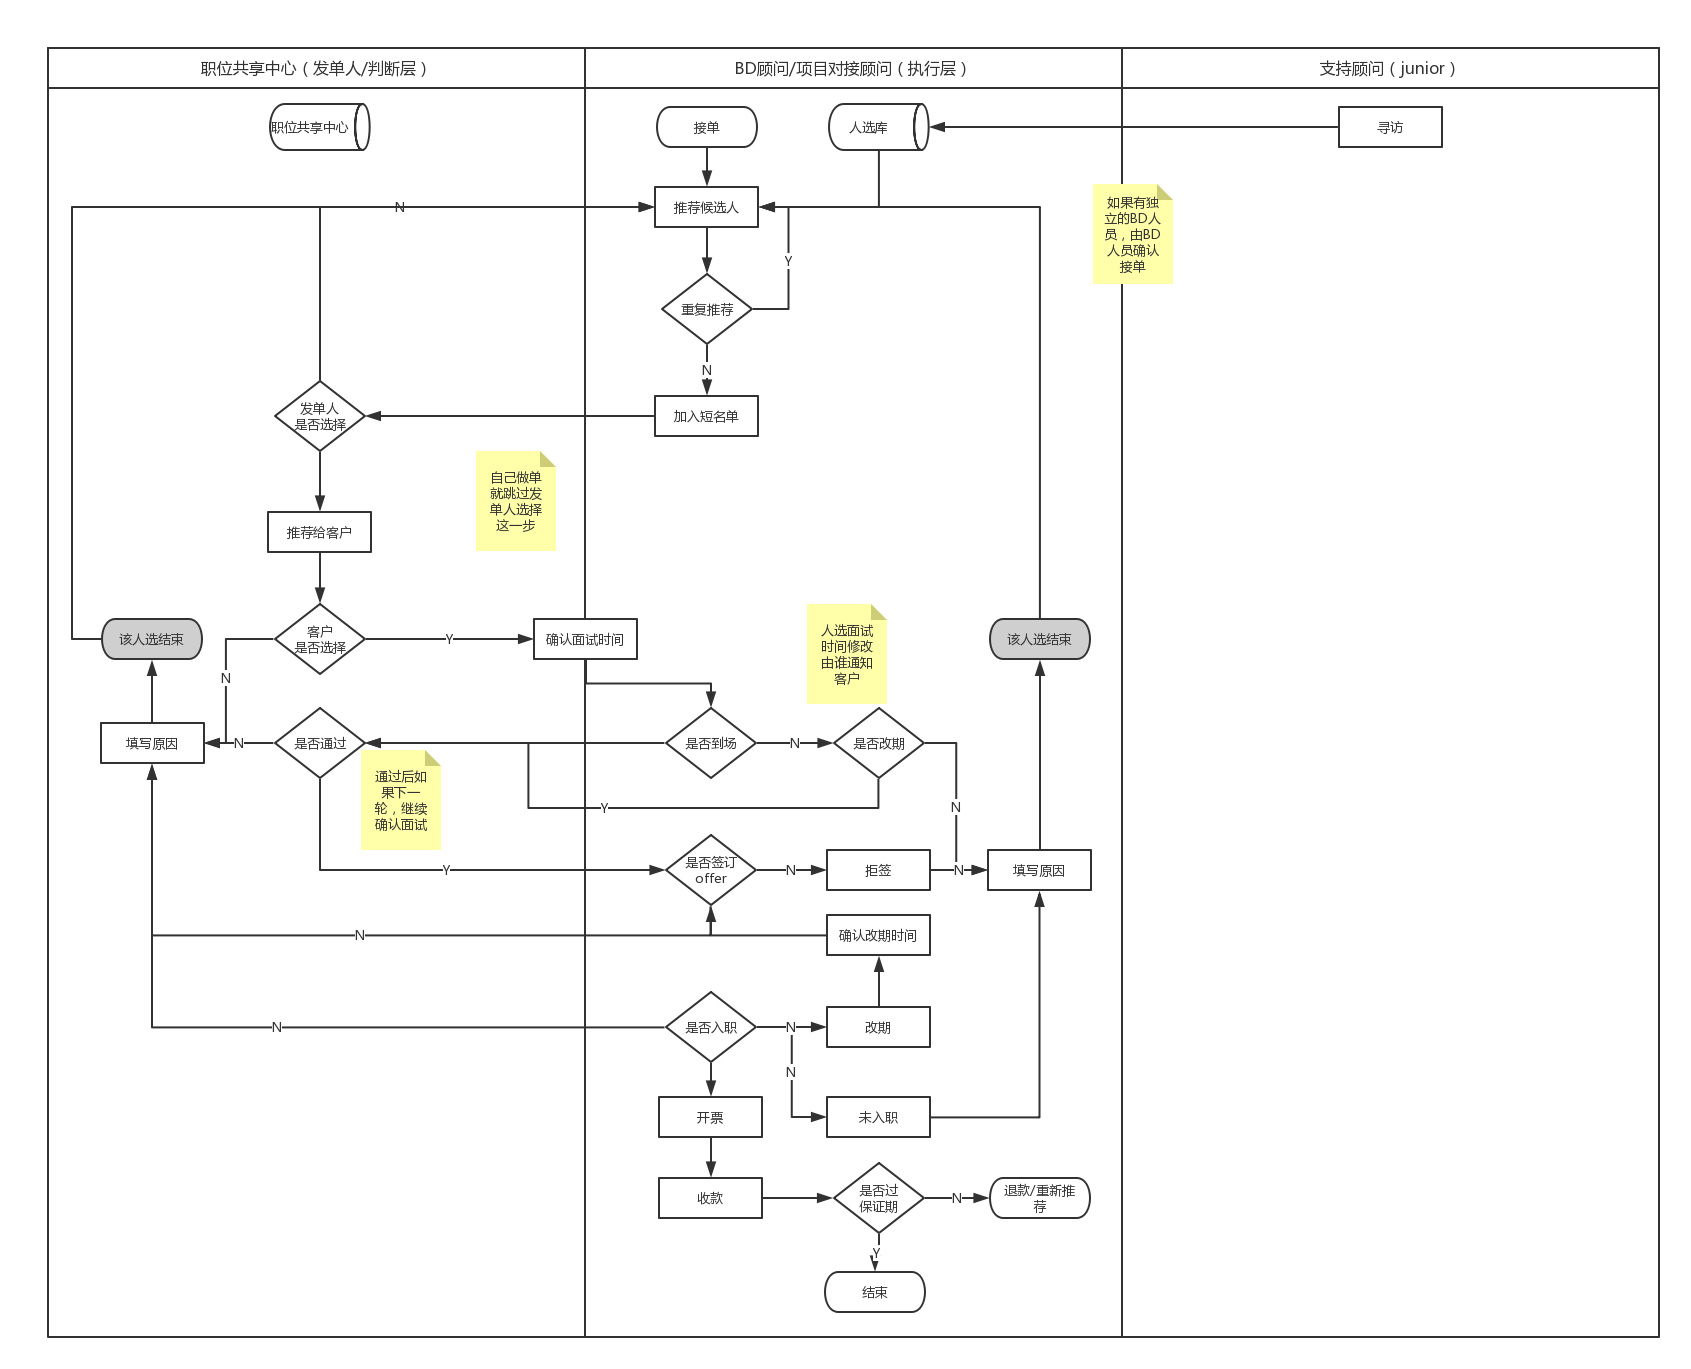 职位共享中心（发单人/判断层）
BD顾问/项目对接顾问（执行层）
支持顾问（junior）
职位共享中心
接单
人选库
寻访
N
推荐候选人
如果有独
立的BD人
员，由BD
人员确认
接单
Y
重复推荐
N
发单人
是否选择
加入短名单
自己做单
就跳过发
单人选择
这一步
推荐给客户
该人选结束
客户
是否选择
Y
确认面试时间
人选面试
时间修改
由谁通知
客户
该人选结束
N
填写原因
N
是否通过
是否到场
N
是否改期
通过后如
果下一
轮，继续
确认面试
Y
N
Y
是否签订
offer
N
拒签
N
填写原因
N
确认改期时间
N
是否入职
N
改期
N
开票
未入职
收款
是否过
保证期
N
退款/重新推
荐
Y
结束